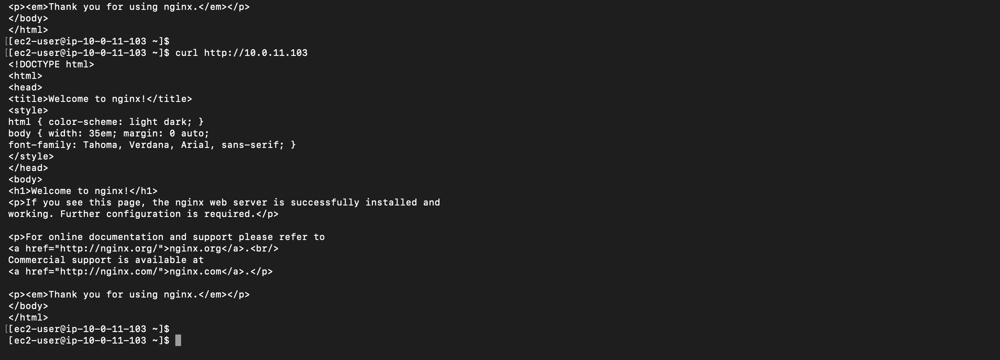 <p><em>Thank you for using nginx.</em></p>
</body>
</html>
[[ec2-user@ip-10-0-11-103 ~]$
[[ec2-user@ip-10-0-11-103 ~]$ curl http://10.0.11.103
<!DOCTYPE html>
<html>
<head>
<title>Welcome to nginx!</title>
<style>
html { color-scheme: light dark; }
body { width: 35em; margin: 0 auto;
font-family: Tahoma, Verdana, Arial, sans-serif; }
</style>
</head>
<body>
<h1>Welcome to nginx!</h1>
<p>If you see this page, the nginx web server is successfully installed and
working. Further configuration is required.</p>

<p>For online documentation and support please refer to
<a href="http://nginx.org/">nginx.org</a>.<br/>
Commercial support is available at
<a href="http://nginx.com/">nginx.com</a>.</p>

<p><em>Thank you for using nginx.</em></p>
</body>
</html>
[[ec2-user@ip-10-0-11-103 ~]$
[ec2-user@ip-10-0-11-103 ~]$